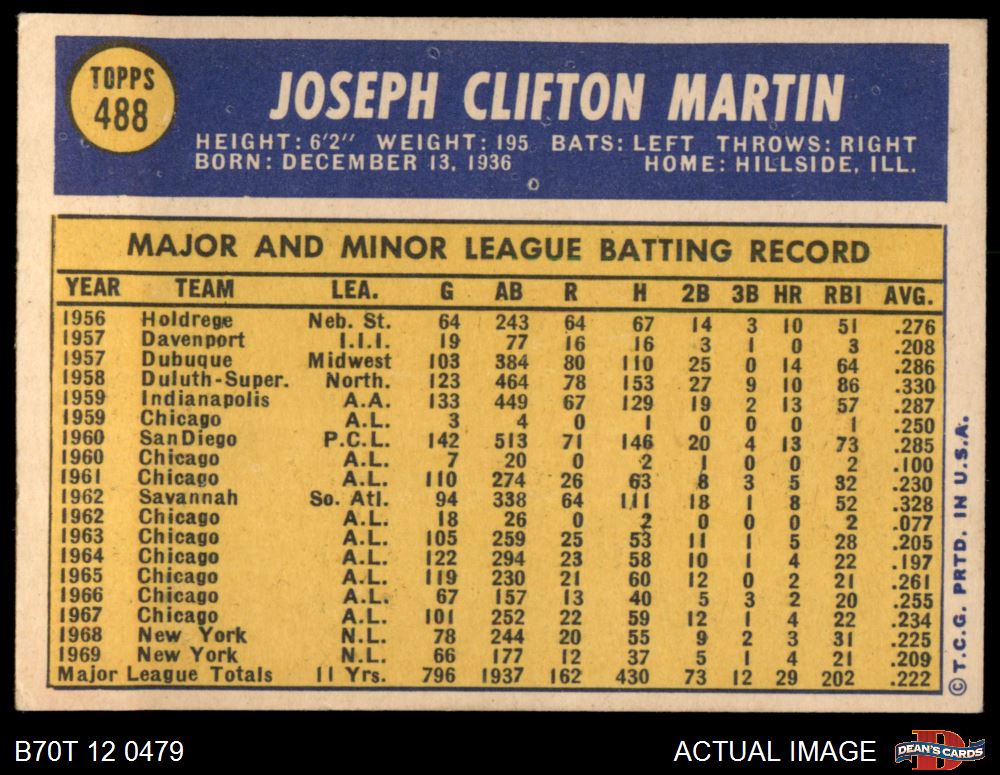 TOPPS
488
JOSEPH CLIFTON MARTIN
HEIGHT: 6'2" WEIGHT: 195 BATS: LEFT THROWS: RIGHT
BORN: DECEMBER 13, 1936 HOME: HILLSIDE, ILL.
MAJOR AND MINOR LEAGUE BATTING RECORD
YEAR TEAM LEA. G AB R H 2B 3B HR RBI AVG.
1956 Holdrege Neb. St. 64 243 64 67 14 3 10 51 .276
1957 Davenport I.I.I. 19 77 16 16 3 1 0 3 .208
1957 Dubuque Midwest 103 384 80 110 25 0 14 64 .286
1958 Duluth-Super. North. 123 464 78 153 27 9 10 86 .330
1959 Indianapolis A.A. 133 449 67 129 19 2 13 57 .287
1959 Chicago A.L. 3 4 0 1 0 0 0 1 .250
1960 San Diego P.C.L. 142 513 71 146 20 4 13 73 .285
1960 Chicago A.L. 7 20 0 2 1 0 0 2 .100
1961 Chicago A.L. 110 274 26 63 8 3 5 32 .230
1962 Savannah So. Atl. 94 338 64 111 18 1 8 52 .328
1962 Chicago A.L. 18 26 0 2 0 0 0 2 .077
1963 Chicago A.L. 105 259 25 53 11 1 5 28 .205
1964 Chicago A.L. 122 294 23 58 10 1 4 22 .197
1965 Chicago A.L. 119 230 21 60 12 0 2 21 .261
1966 Chicago A.L. 67 157 13 40 5 3 2 20 .255
1967 Chicago A.L. 101 252 22 59 12 1 4 22 .234
1968 New York N.L. 78 244 20 55 9 2 3 31 .225
1969 New York N.L. 66 177 12 37 5 1 4 21 .209
Major League Totals 11 Yrs. 796 1937 162 430 73 12 29 202 .222
© T.C.G. PRTD. IN U.S.A.
B70T 12 0479 ACTUAL IMAGE
DEAN'S CARDS